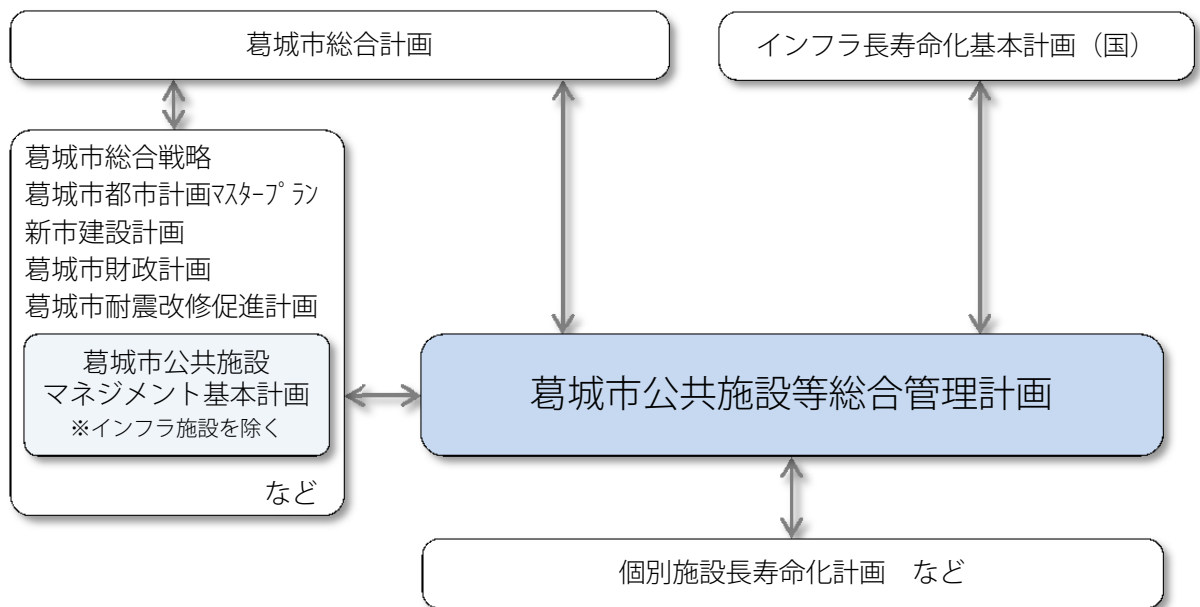 葛城市総合計画
インフラ長寿命化基本計画（国）
葛城市総合戦略
葛城市都市計画ﾏｽﾀｰﾌﾟﾗﾝ
新市建設計画
葛城市財政計画
葛城市耐震改修促進計画
葛城市公共施設
マネジメント基本計画
※インフラ施設を除く
など
葛城市公共施設等総合管理計画
個別施設長寿命化計画　など